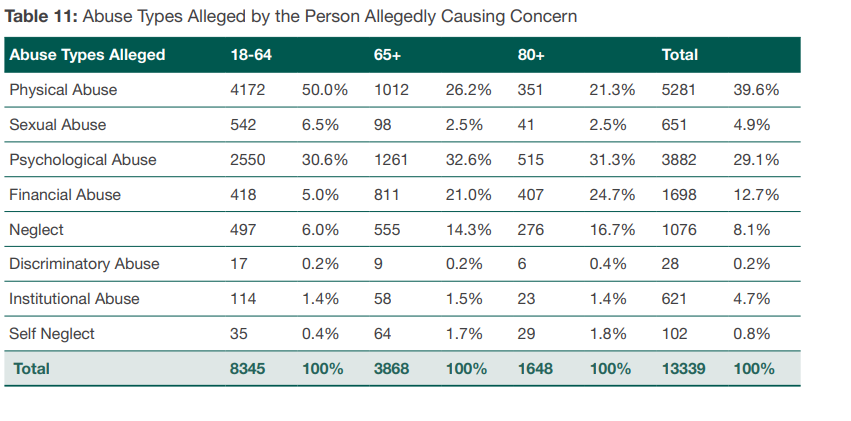 Table 11: Abuse Types Alleged by the Person Allegedly Causing Concern
Abuse Types Alleged 18-64 65+ 80+ Total
Physical Abuse 4172 50.0% 1012 26.2% 351 21.3% 5281 39.6%
Sexual Abuse 542 6.5% 98 2.5% 41 2.5% 651 4.9%
Psychological Abuse 2550 30.6% 1261 32.6% 515 31.3% 3882 29.1%
Financial Abuse 418 5.0% 811 21.0% 407 24.7% 1698 12.7%
Neglect 497 6.0% 555 14.3% 276 16.7% 1076 8.1%
Discriminatory Abuse 17 0.2% 9 0.2% 6 0.4% 28 0.2%
Institutional Abuse 114 1.4% 58 1.5% 23 1.4% 621 4.7%
Self Neglect 35 0.4% 64 1.7% 29 1.8% 102 0.8%
Total 8345 100% 3868 100% 1648 100% 13339 100%